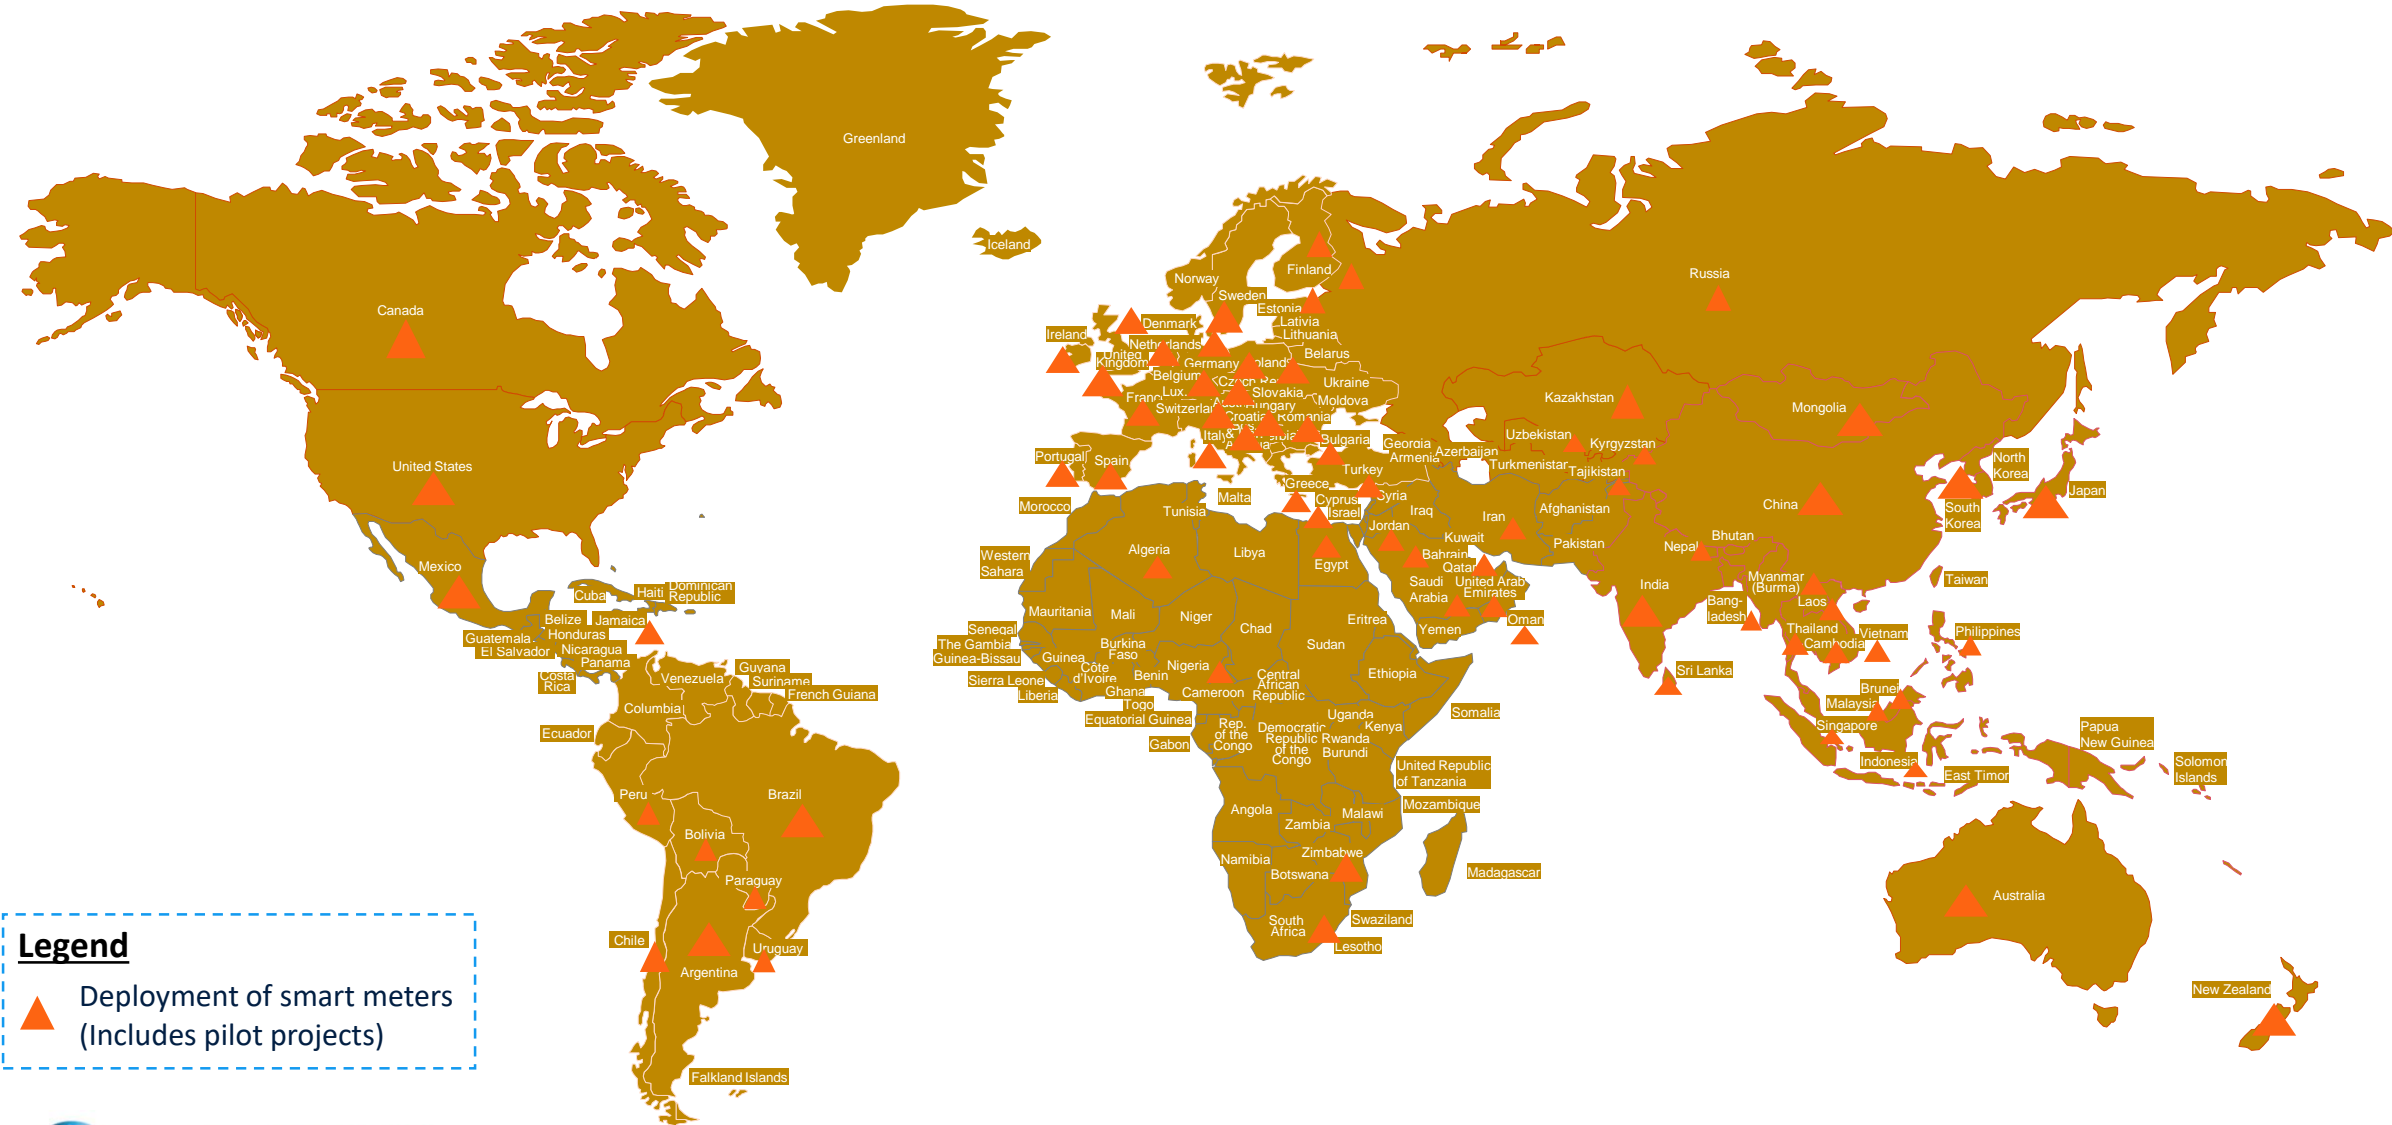 Greenland
Iceland
Canada
United States
Mexico
Cuba
Haiti
Dominican
Republic
Belize
Jamaica
Guatemala
Honduras
El Salvador
Nicaragua
Panama
Costa
Rica
Venezuela
Guyana
Suriname
French Guiana
Columbia
Ecuador
Peru
Brazil
Bolivia
Paraguay
Chile
Uruguay
Argentina
Falkland Islands
Norway
Sweden
Finland
Estonia
Lativia
Lithuania
Denmark
Ireland
United
Kingdom
Netherlands
Belarus
Germany
Belgium
Lux.
Ukraine
Slovakia
Moldova
Romania
Croatia
Italy
Bulgaria
Portugal
Spain
Greece
Turkey
Georgia
Armenia
Azerbaijan
Malta
Cyprus
Syria
Israel
Iraq
Iran
Jordan
Kuwait
Bahrain
Qatar
Saudi
Arabia
United Arab
Emirates
Oman
Yemen
Russia
Kazakhstan
Uzbekistan
Kyrgyzstan
Turkmenistan
Tajikistan
Afghanistan
Pakistan
Mongolia
China
North
Korea
South
Korea
Japan
Taiwan
Nepal
Bhutan
India
Bang-
ladesh
Myanmar
(Burma)
Laos
Thailand
Cambodia
Vietnam
Philippines
Sri Lanka
Brunei
Malaysia
Singapore
Indonesia
East Timor
Papua
New Guinea
Solomon
Islands
Australia
New Zealand
Morocco
Tunisia
Western
Sahara
Algeria
Libya
Egypt
Mauritania
Mali
Niger
Chad
Sudan
Eritrea
Senegal
The Gambia
Guinea-Bissau
Guinea
Sierra Leone
Liberia
Côte
d'Ivoire
Burkina
Faso
Ghana
Togo
Benin
Nigeria
Cameroon
Equatorial Guinea
Gabon
Central
African
Republic
Ethiopia
Somalia
Uganda
Kenya
Rep.
of the
Congo
Democratic
Republic
of the
Congo
Rwanda
Burundi
United Republic
of Tanzania
Angola
Zambia
Malawi
Mozambique
Zimbabwe
Namibia
Botswana
Madagascar
South
Africa
Swaziland
Lesotho
Legend
Deployment of smart meters
(Includes pilot projects)